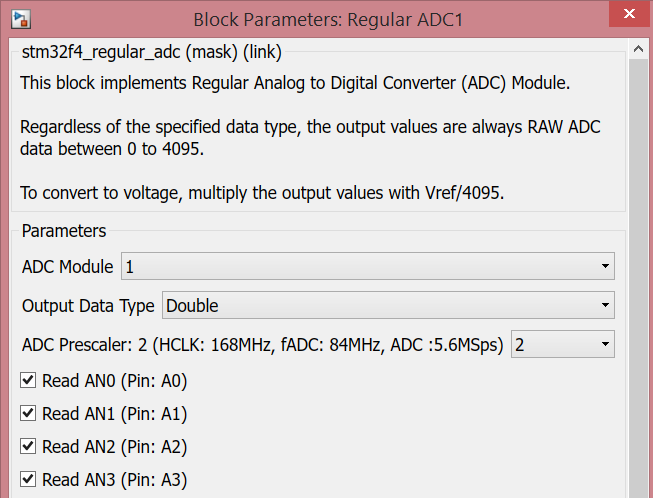 Block Parameters: Regular ADC1
stm32f4_regular_adc (mask) (link)
This block implements Regular Analog to Digital Converter (ADC) Module.
Regardless of the specified data type, the output values are always RAW ADC
data between 0 to 4095.
To convert to voltage, multiply the output values with Vref/4095.
Parameters
ADC Module 1
Output Data Type Double
ADC Prescaler: 2 (HCLK: 168MHz, fADC: 84MHz, ADC :5.6MSps) 2
Read AN0 (Pin: A0)
Read AN1 (Pin: A1)
Read AN2 (Pin: A2)
Read AN3 (Pin: A3)